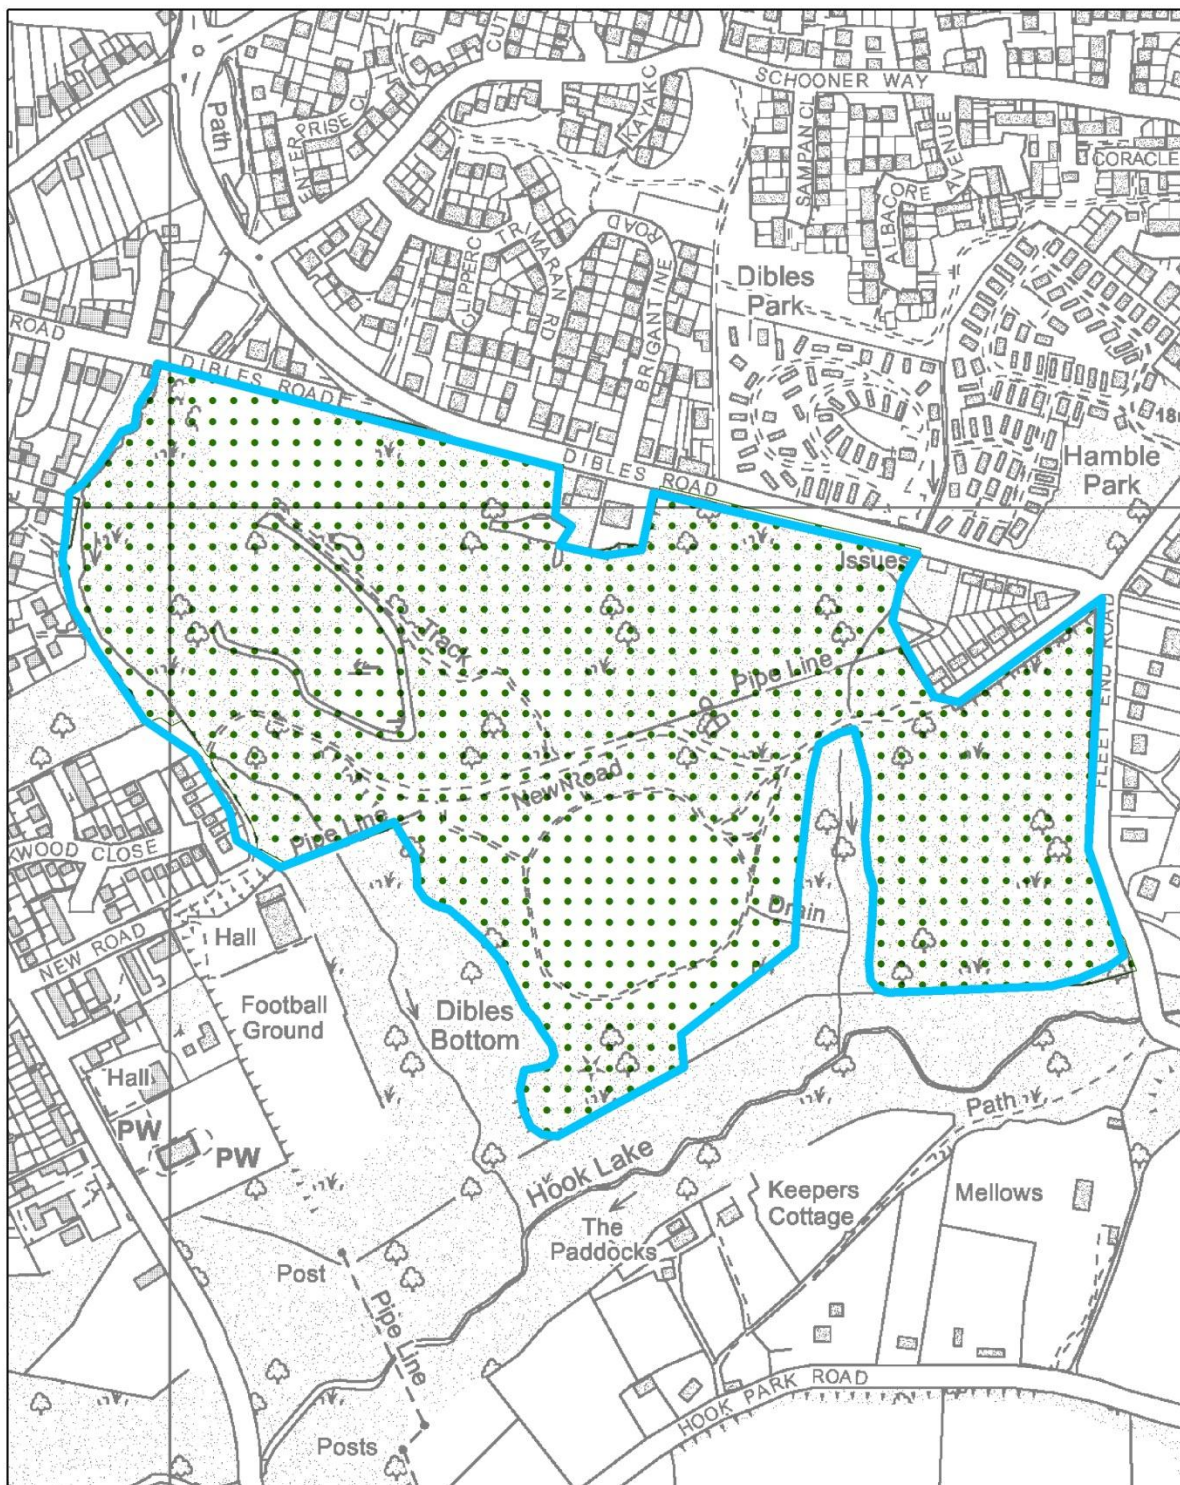 SCHOONER WAY
Path
ENTERPRISE CL
KAYAK C
SAMPAN CL
ALBACORE AVENUE
CORACLE
CLIPPER C
TRIMARAN RD
BRIGANTINE ROAD
Dibles
Park
ROAD
DIBLES ROAD
DIBLES ROAD
Hamble
Park
Issues
Track
Pipe Line
FLEET END ROAD
New Road
Pipe Line
KWOOD CLOSE
NEW ROAD
Hall
Drain
Football
Ground
Dibles
Bottom
Hall
PW
PW
Path
Hook Lake
Keepers
Cottage
Mellows
The
Paddocks
Post
Pipe Line
HOOK PARK ROAD
Posts